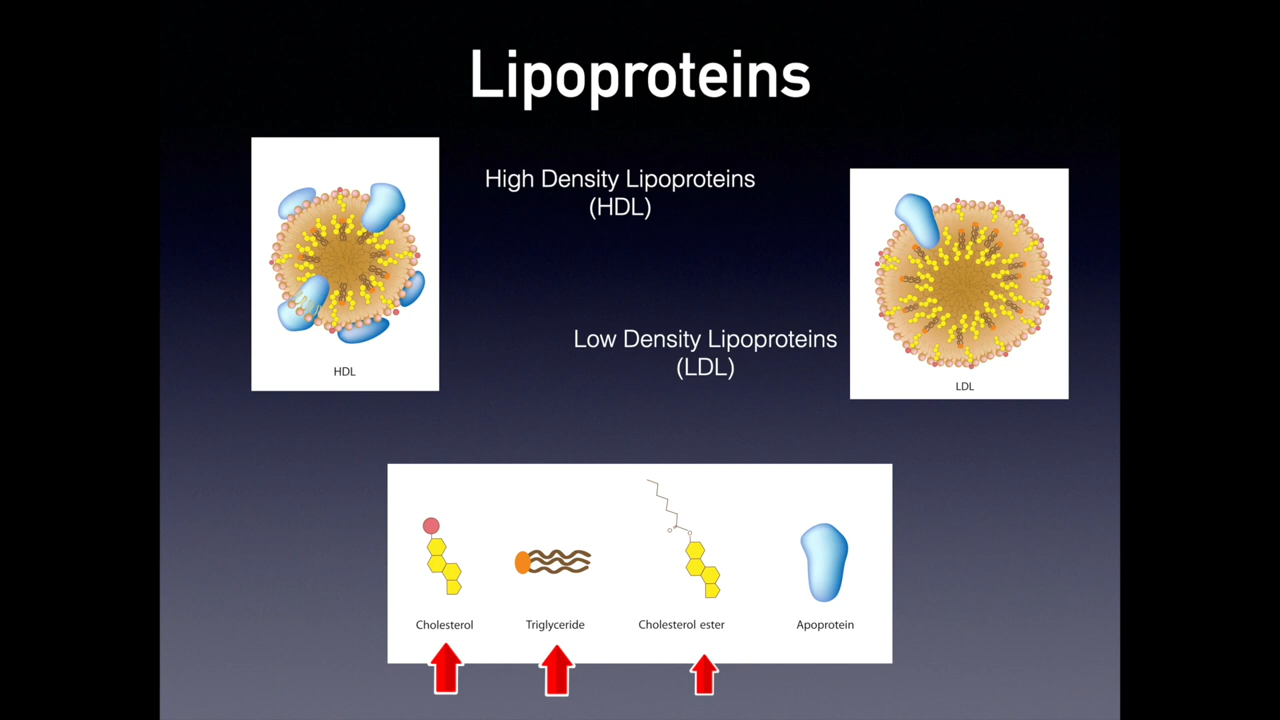 Lipoproteins
High Density Lipoproteins
(HDL)
HDL
Low Density Lipoproteins
(LDL)
LDL
Cholesterol
Triglyceride
Cholesterol ester
Apoprotein